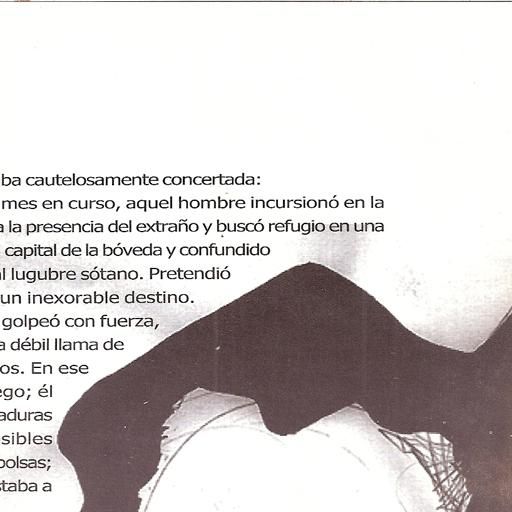 ba cautelosamente concertada:
mes en curso, aquel hombre incursionó en la
a la presencia del extraño y buscó refugio en una
capital de la bóveda y confundido
al lugubre sótano. Pretendió
un inexorable destino.
golpeó con fuerza,
a débil llama de
os. En ese
ego; él
aduras
sibles
bolsas;
taba a